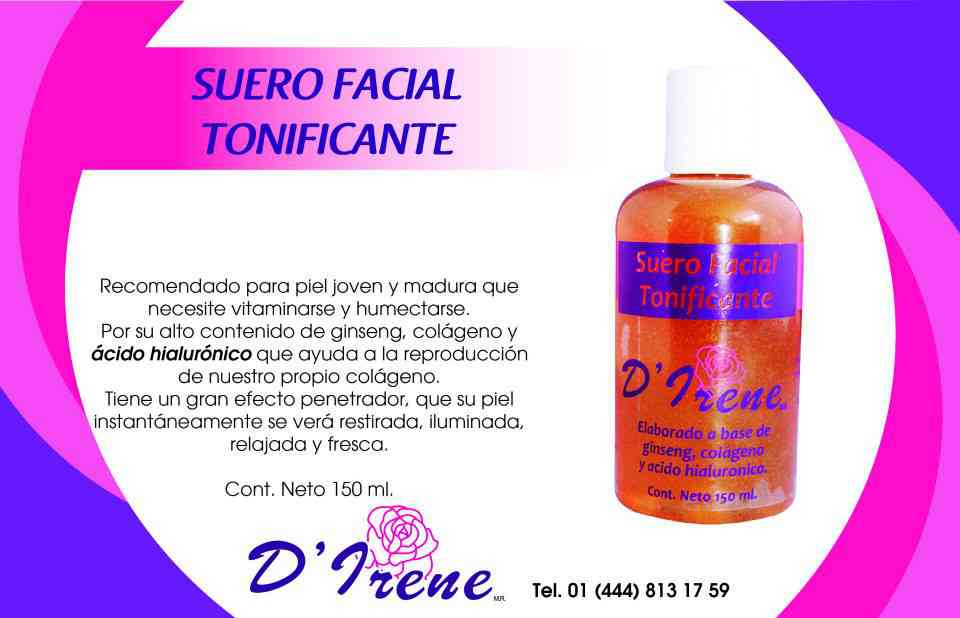 SUERO FACIAL
TONIFICANTE
Recomendado para piel joven y madura que
necesite vitaminarse y humectarse.
Por su alto contenido de ginseng, colágeno y
ácido hialurónico que ayuda a la reproducción
de nuestro propio colágeno.
Tiene un gran efecto penetrador, que su piel
instantáneamente se verá restirada, iluminada,
relajada y fresca.
Cont. Neto 150 ml.
D'Irene M.R.
Tel. 01 (444) 813 17 59
Suero Facial
Tonificante
D'Irene
Elaborado a base de
ginseng, colágeno
y acido hialuronico.
Cont. Neto 150 ml.